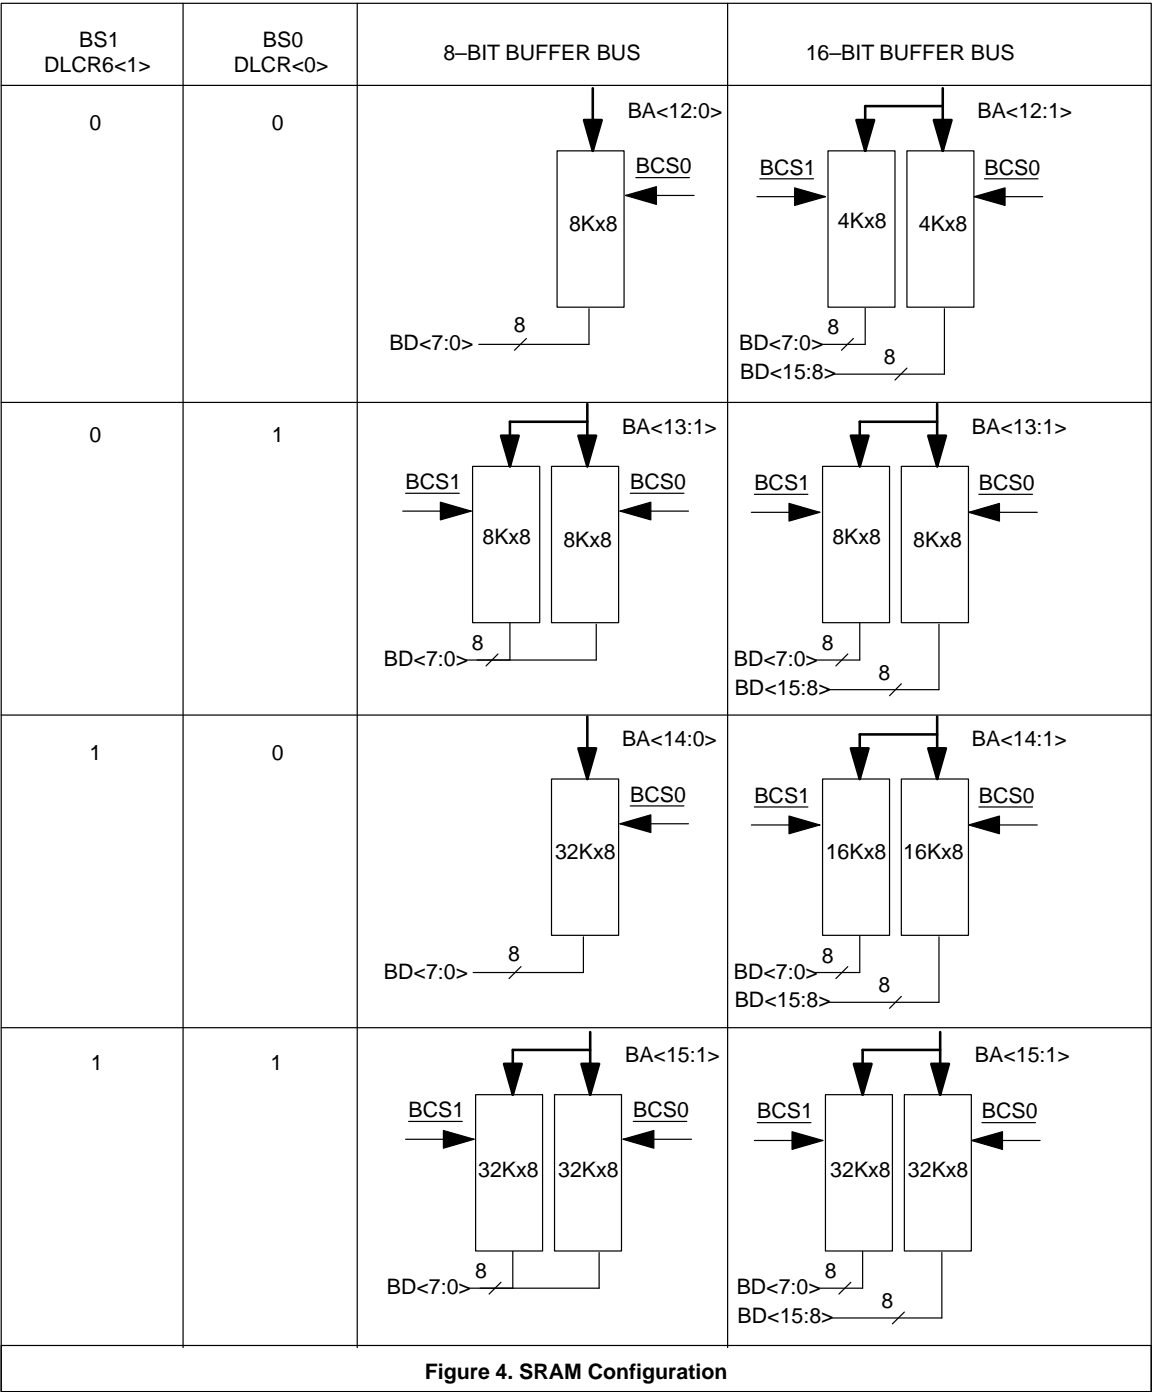 BS1
DLCR6<1>
BS0
DLCR<0>
8–BIT BUFFER BUS
16–BIT BUFFER BUS
0
0
BA<12:0>
BCS0
8Kx8
8
BD<7:0>
BA<12:1>
BCS1
BCS0
4Kx8
4Kx8
8
BD<7:0>
8
BD<15:8>
0
1
BA<13:1>
BCS1
BCS0
8Kx8
8Kx8
8
BD<7:0>
BA<13:1>
BCS1
BCS0
8Kx8
8Kx8
8
BD<7:0>
8
BD<15:8>
1
0
BA<14:0>
BCS0
32Kx8
8
BD<7:0>
BA<14:1>
BCS1
BCS0
16Kx8
16Kx8
8
BD<7:0>
8
BD<15:8>
1
1
BA<15:1>
BCS1
BCS0
32Kx8
32Kx8
8
BD<7:0>
BA<15:1>
BCS1
BCS0
32Kx8
32Kx8
8
BD<7:0>
8
BD<15:8>
Figure 4. SRAM Configuration